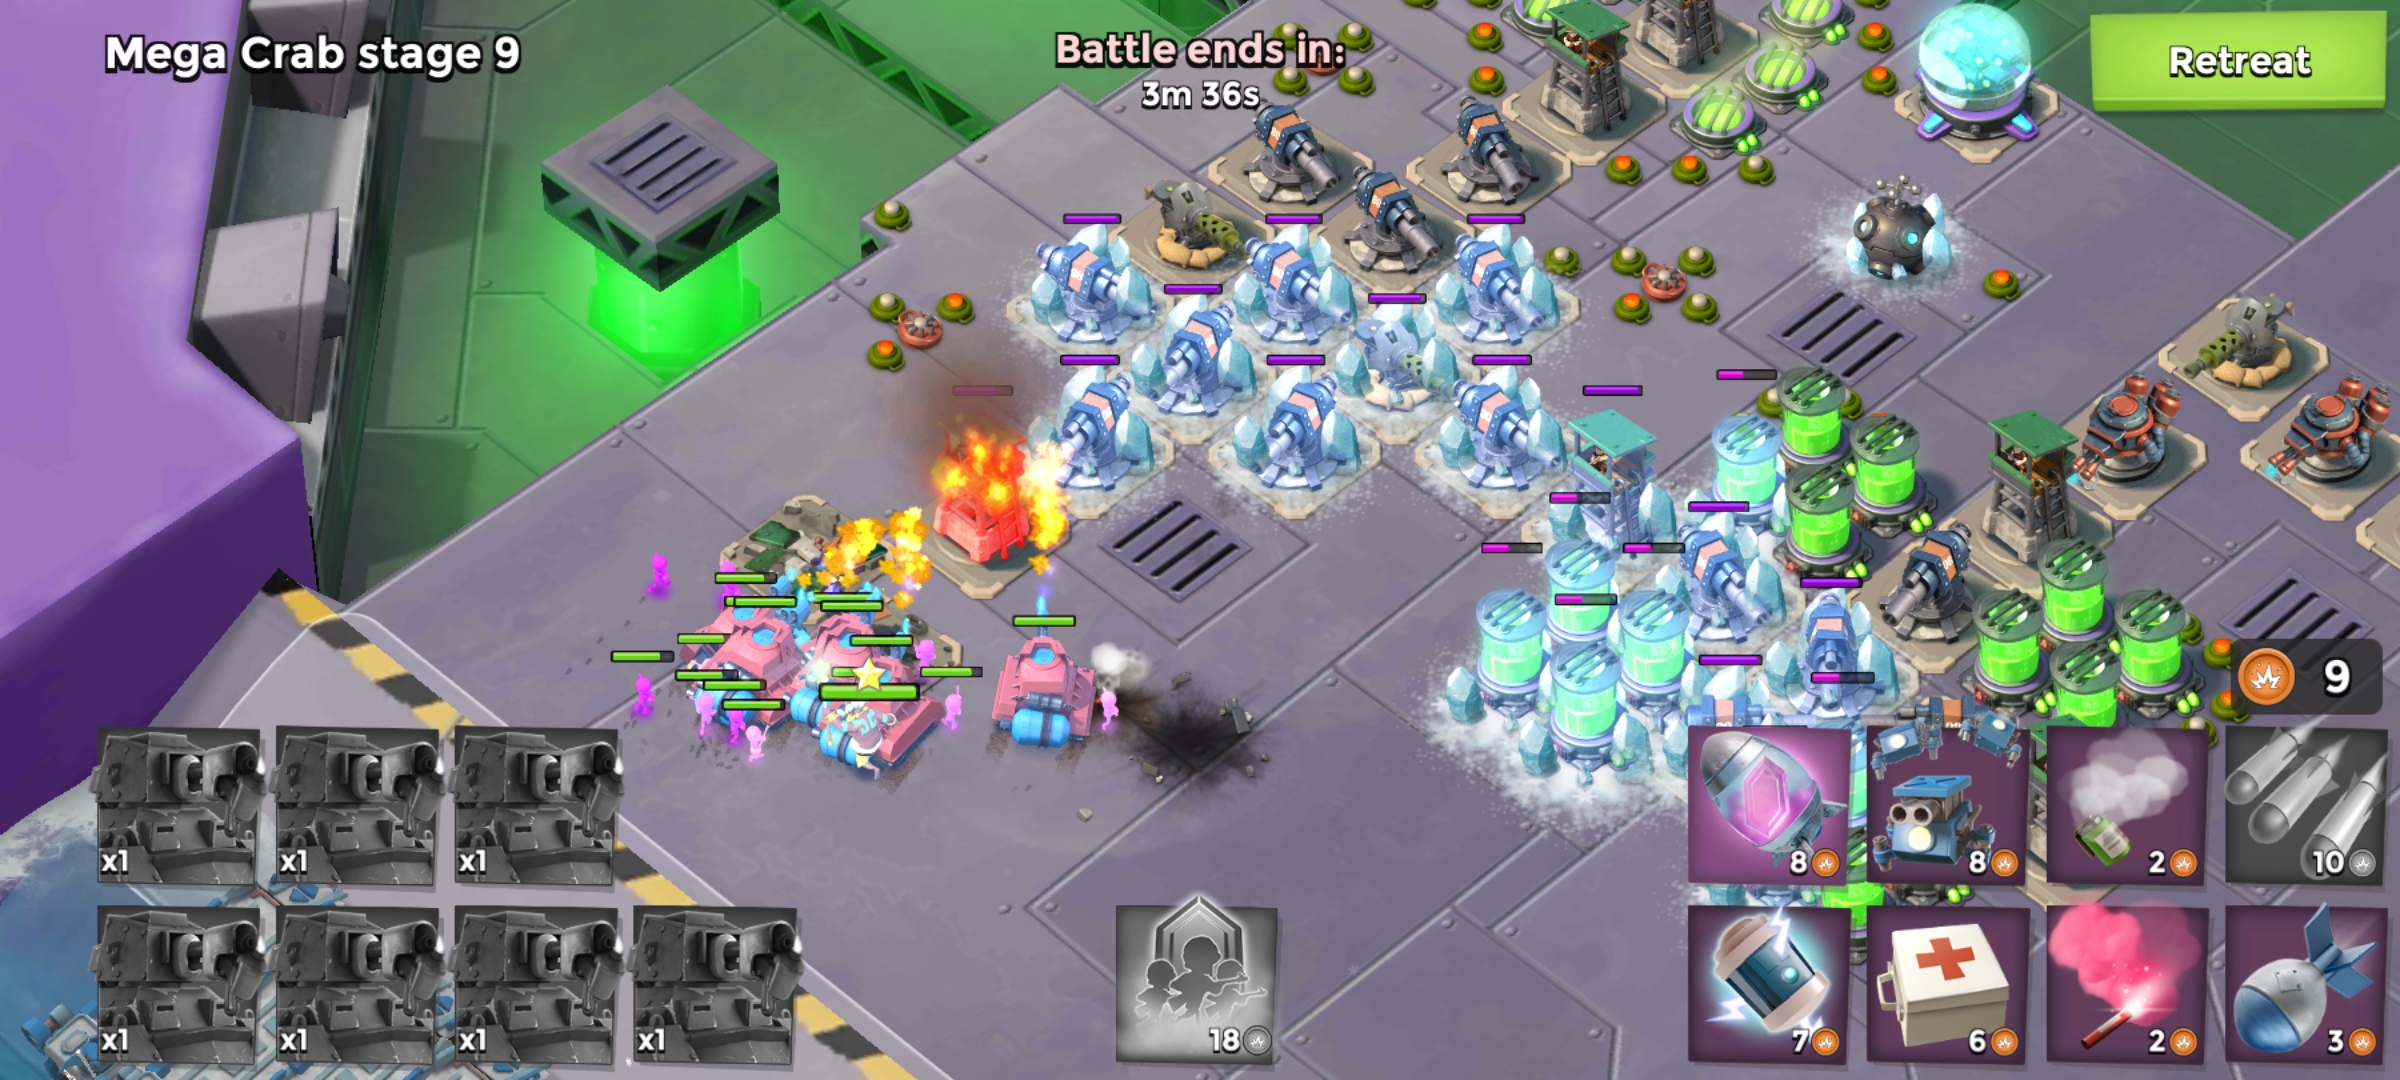 Mega Crab stage 9
Battle ends in:
3m 36s
Retreat
9
8
8
2
10
x1
x1
x1
7
6
2
3
x1
x1
x1
x1
18